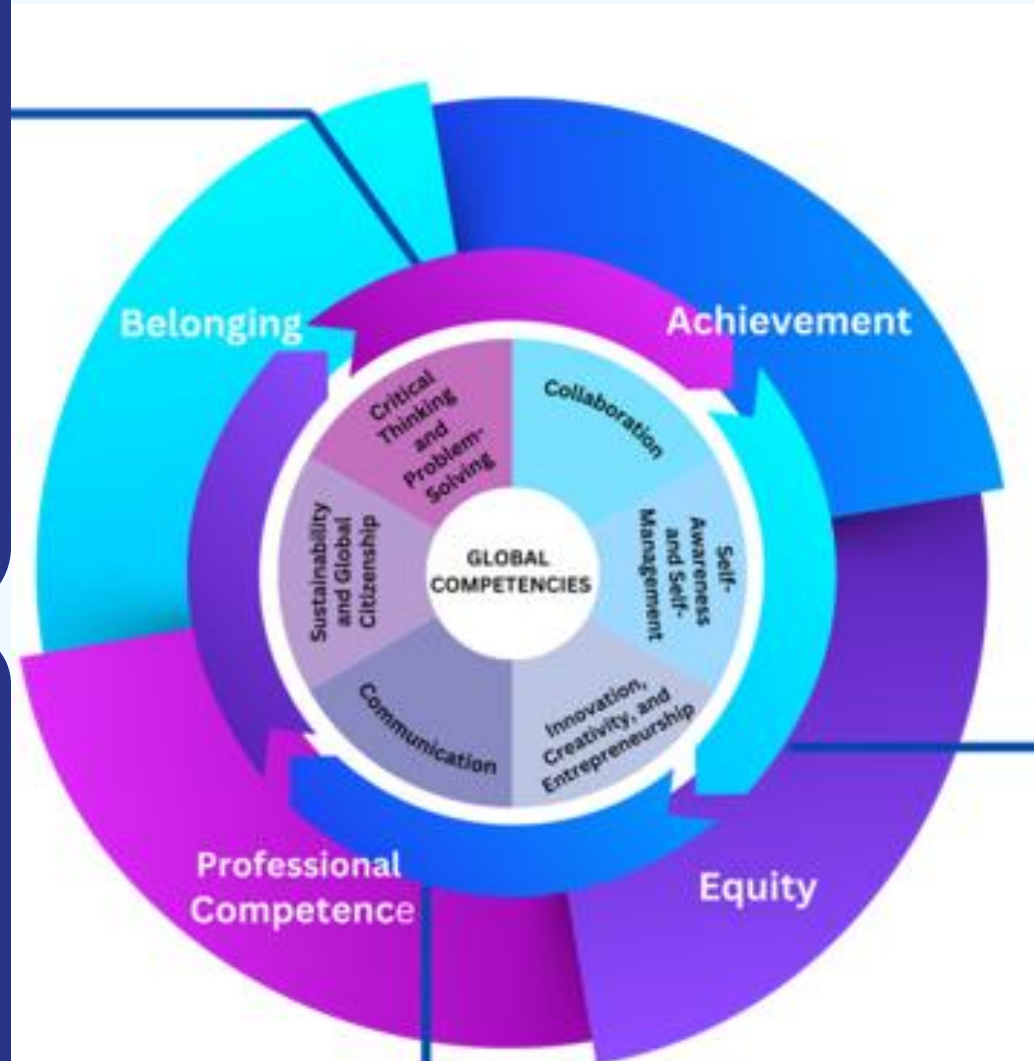 Belonging
Achievement
Critical
Thinking
and
Problem-
Solving
Collaboration
Self-
Awareness
and Self-
Management
Innovation,
Creativity, and
Entrepreneurship
Communication
Sustainability
and Global
Citizenship
GLOBAL
COMPETENCIES
Professional
Competence
Equity